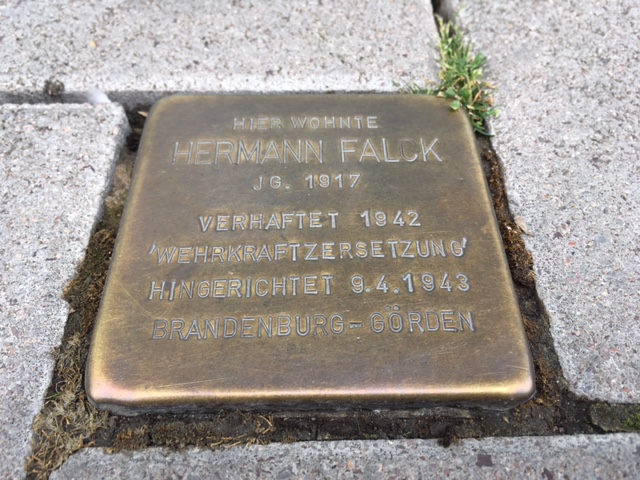 HIER WOHNTE
HERMANN FALCK
JG. 1917
VERHAFTET 1942
'WEHRKRAFTZERSETZUNG'
HINGERICHTET 9.4.1943
BRANDENBURG-GÖRDEN